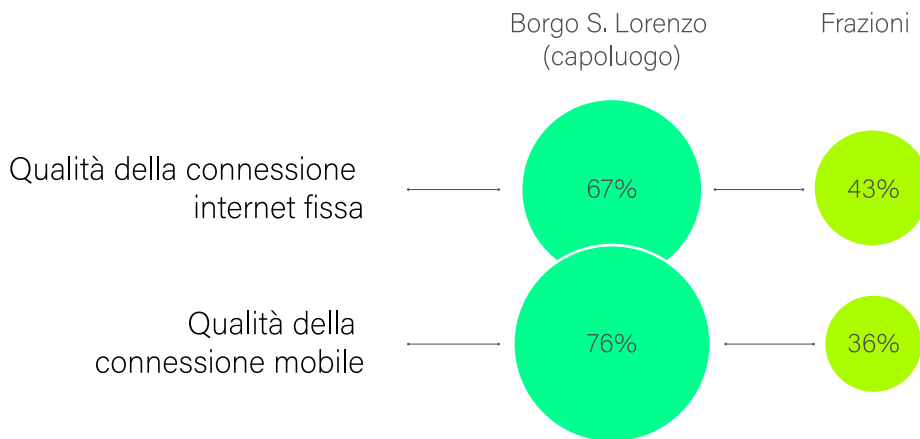 Borgo S. Lorenzo
(capoluogo)
Frazioni
Qualità della connessione
internet fissa
67%
43%
Qualità della
connessione mobile
76%
36%